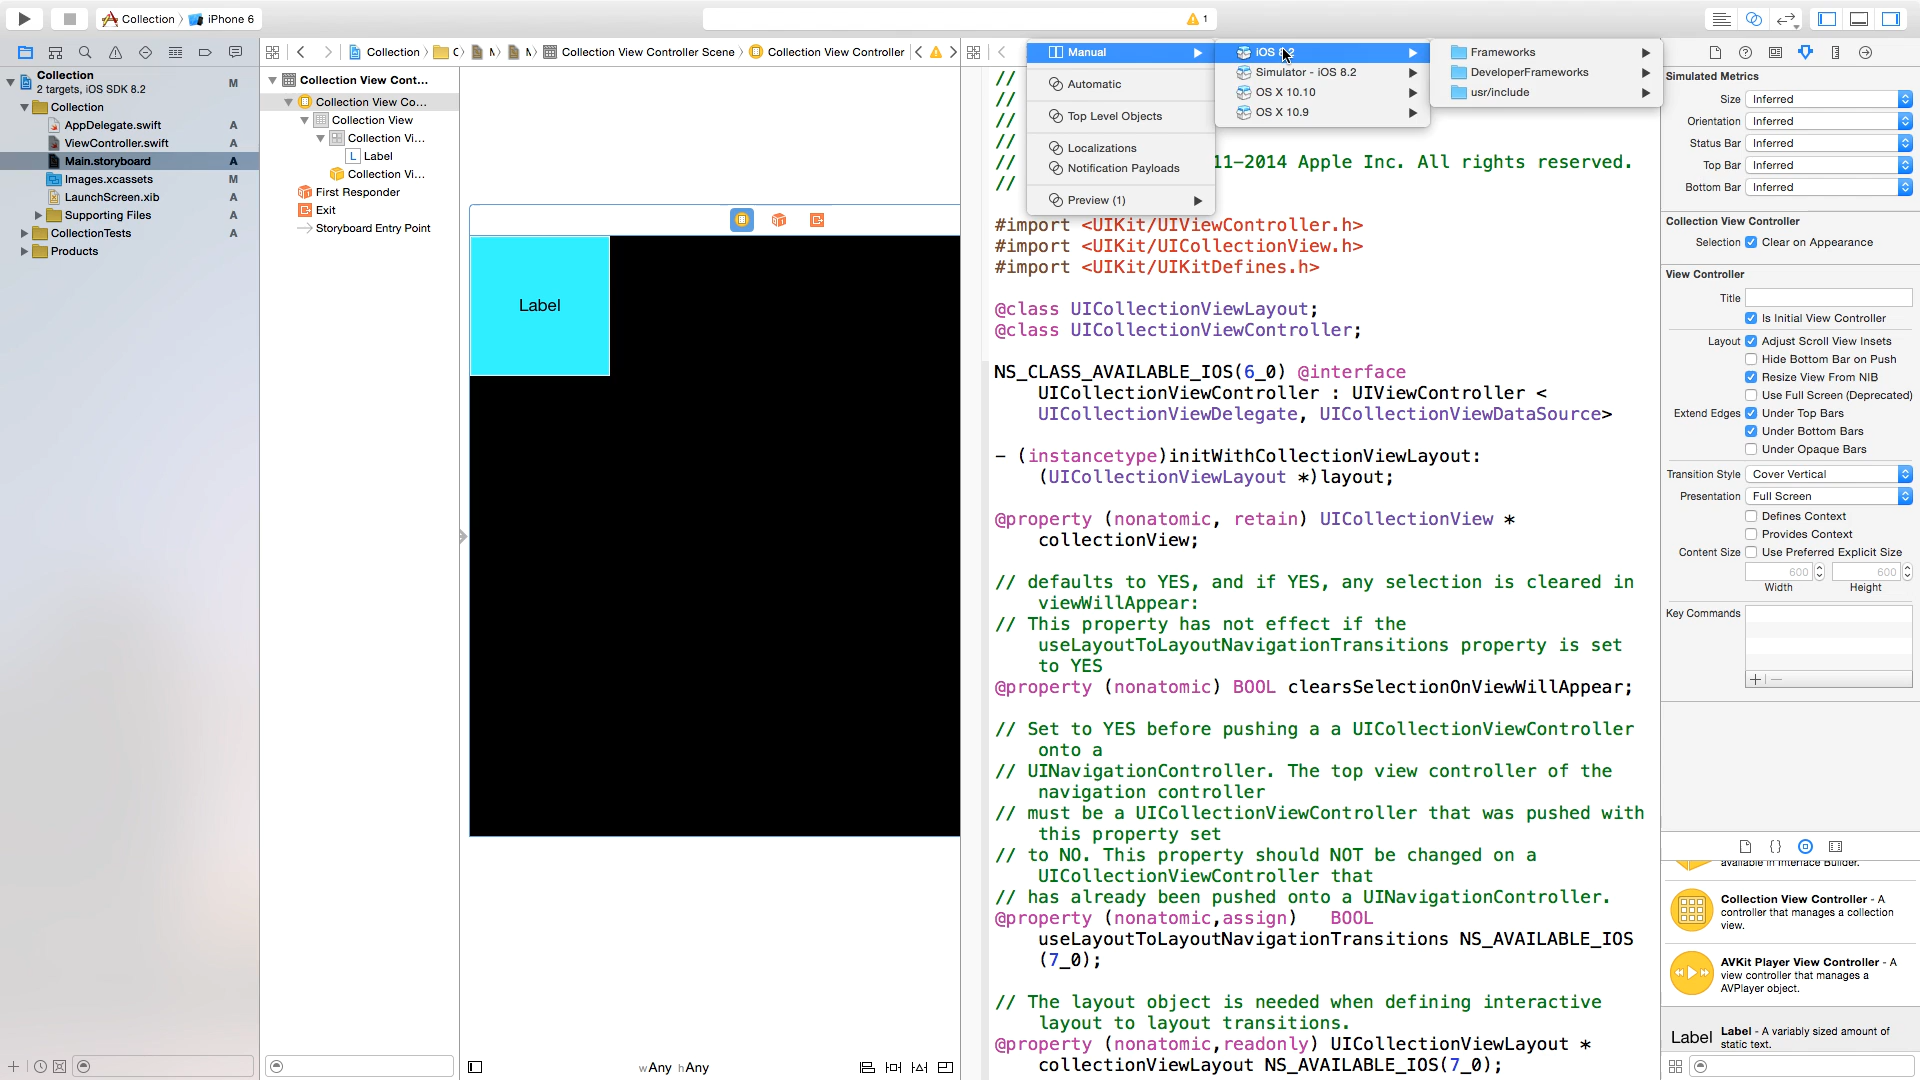 Collection
iPhone 6
1
Collection
M
2 targets, iOS SDK 8.2
Collection
AppDelegate.swift
A
ViewController.swift
A
Main.storyboard
A
Images.xcassets
M
LaunchScreen.xib
A
Supporting Files
A
CollectionTests
A
Products
Collection
C
M
M
Collection View Controller Scene
Collection View Controller
Collection View Cont...
Collection View Co...
Collection View
Collection Vi...
L Label
Collection Vi...
First Responder
Exit
Storyboard Entry Point
Label
wAny hAny
Manual
Automatic
Top Level Objects
Localizations
Notification Payloads
Preview (1)
iOS 8.2
Simulator - iOS 8.2
OS X 10.10
OS X 10.9
Frameworks
DeveloperFrameworks
usr/include
//
//
//
//
// 11-2014 Apple Inc. All rights reserved.
//
#import <UIKit/UIViewController.h>
#import <UIKit/UICollectionView.h>
#import <UIKit/UIKitDefines.h>
@class UICollectionViewLayout;
@class UICollectionViewController;
NS_CLASS_AVAILABLE_IOS(6_0) @interface
UICollectionViewController : UIViewController <
UICollectionViewDelegate, UICollectionViewDataSource>
- (instancetype)initWithCollectionViewLayout:
(UICollectionViewLayout *)layout;
@property (nonatomic, retain) UICollectionView *
collectionView;
// defaults to YES, and if YES, any selection is cleared in
viewWillAppear:
// This property has not effect if the
useLayoutToLayoutNavigationTransitions property is set
to YES
@property (nonatomic) BOOL clearsSelectionOnViewWillAppear;
// Set to YES before pushing a a UICollectionViewController
onto a
// UINavigationController. The top view controller of the
navigation controller
// must be a UICollectionViewController that was pushed with
this property set
// to NO. This property should NOT be changed on a
UICollectionViewController that
// has already been pushed onto a UINavigationController.
@property (nonatomic,assign) BOOL
useLayoutToLayoutNavigationTransitions NS_AVAILABLE_IOS
(7_0);
// The layout object is needed when defining interactive
layout to layout transitions.
@property (nonatomic,readonly) UICollectionViewLayout *
collectionViewLayout NS_AVAILABLE_IOS(7_0);
Simulated Metrics
Size Inferred
Orientation Inferred
Status Bar Inferred
Top Bar Inferred
Bottom Bar Inferred
Collection View Controller
Selection Clear on Appearance
View Controller
Title
Is Initial View Controller
Layout Adjust Scroll View Insets
Hide Bottom Bar on Push
Resize View From NIB
Use Full Screen (Deprecated)
Extend Edges Under Top Bars
Under Bottom Bars
Under Opaque Bars
Transition Style Cover Vertical
Presentation Full Screen
Defines Context
Provides Context
Content Size Use Preferred Explicit Size
600 600
Width Height
Key Commands
available in Interface Builder.
Collection View Controller - A
controller that manages a collection
view.
AVKit Player View Controller - A
view controller that manages a
AVPlayer object.
Label Label - A variably sized amount of
static text.